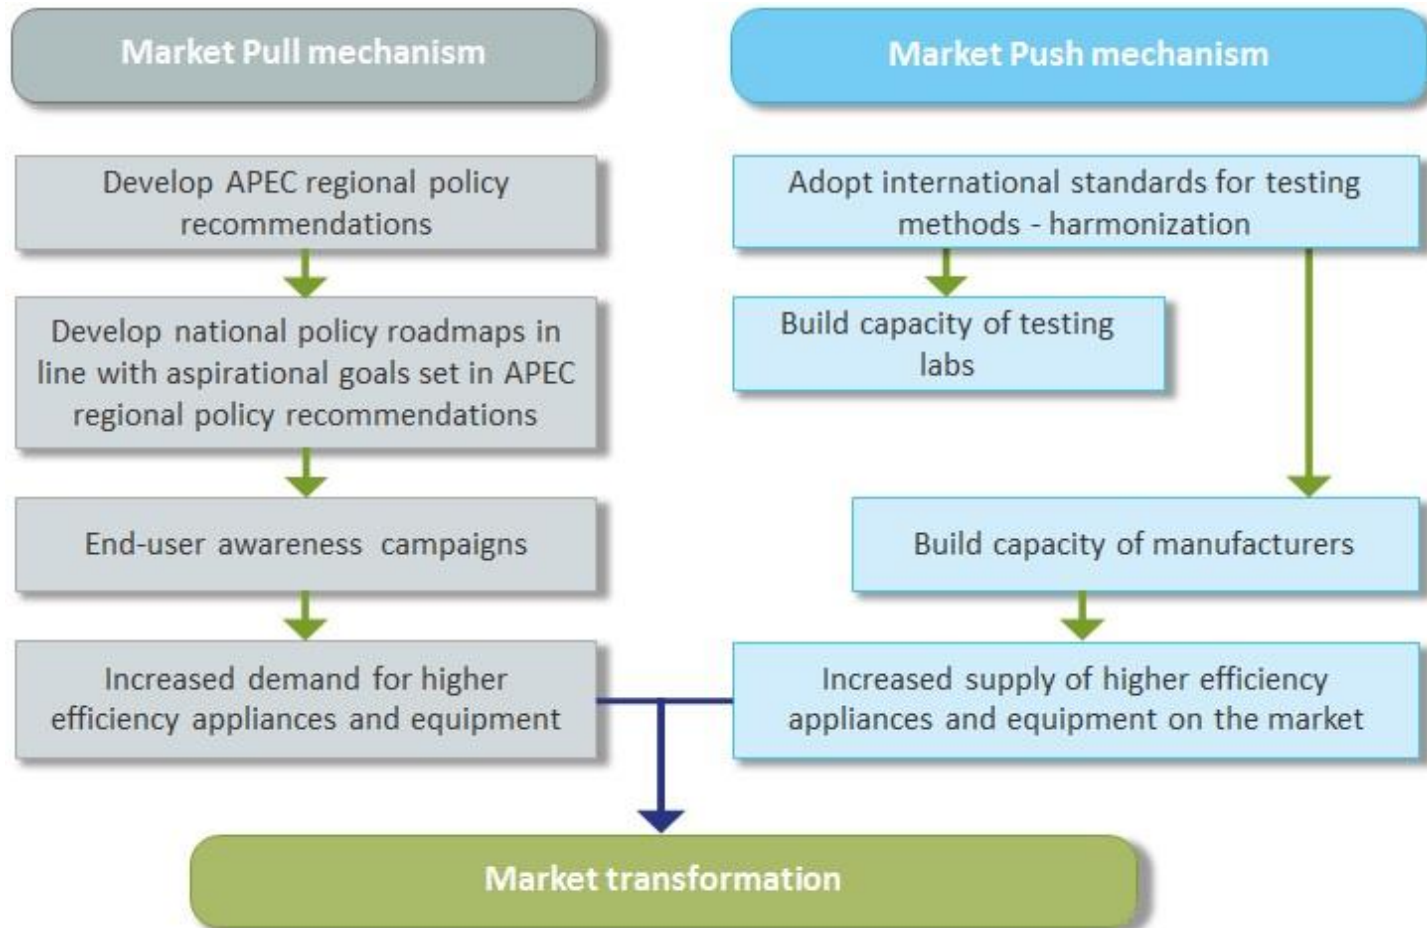 Market Pull mechanism
Develop APEC regional policy
recommendations
Develop national policy roadmaps in
line with aspirational goals set in APEC
regional policy recommendations
End-user awareness campaigns
Increased demand for higher
efficiency appliances and equipment
Market Push mechanism
Adopt international standards for testing
methods - harmonization
Build capacity of testing
labs
Build capacity of manufacturers
Increased supply of higher efficiency
appliances and equipment on the market
Market transformation